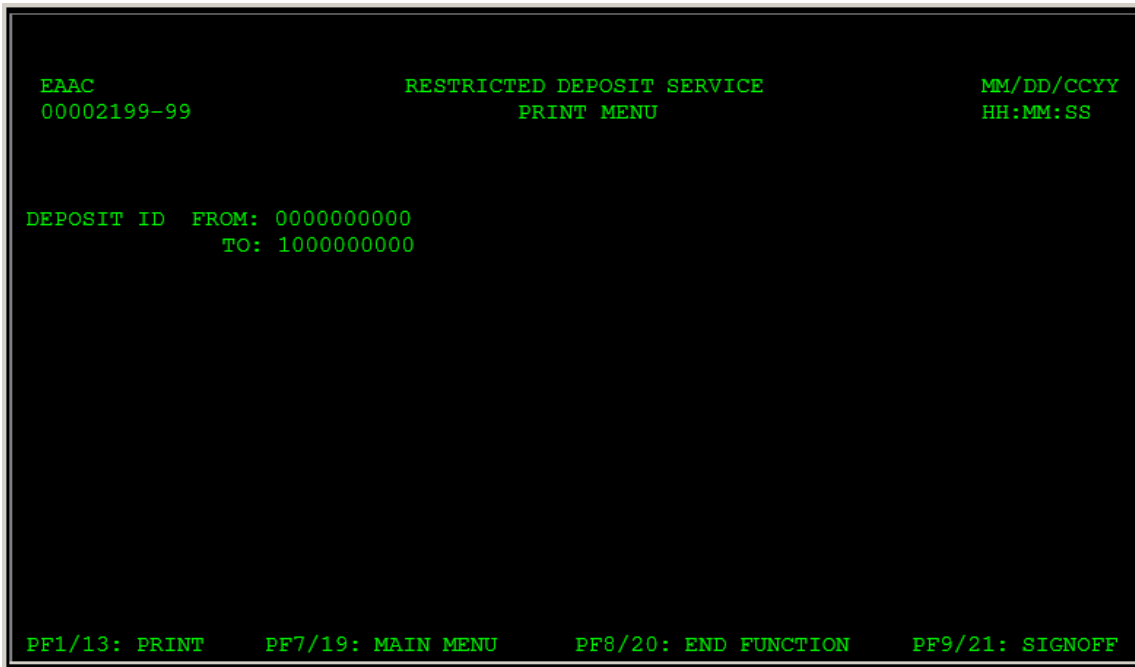 EAAC RESTRICTED DEPOSIT SERVICE MM/DD/CCYY
00002199-99 PRINT MENU HH:MM:SS
DEPOSIT ID FROM: 0000000000
TO: 1000000000
PF1/13: PRINT PF7/19: MAIN MENU PF8/20: END FUNCTION PF9/21: SIGNOFF